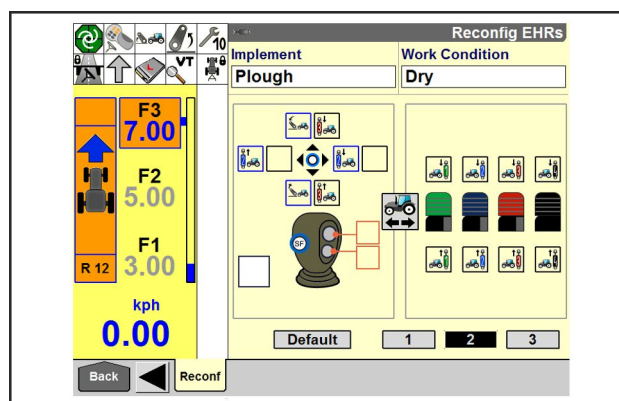 10
VT
L
Reconfig EHRs
Implement
Work Condition
Plough
Dry
F3
7.00
F2
5.00
F1
3.00
R 12
kph
0.00
SF
Default
1
2
3
Back
Reconf